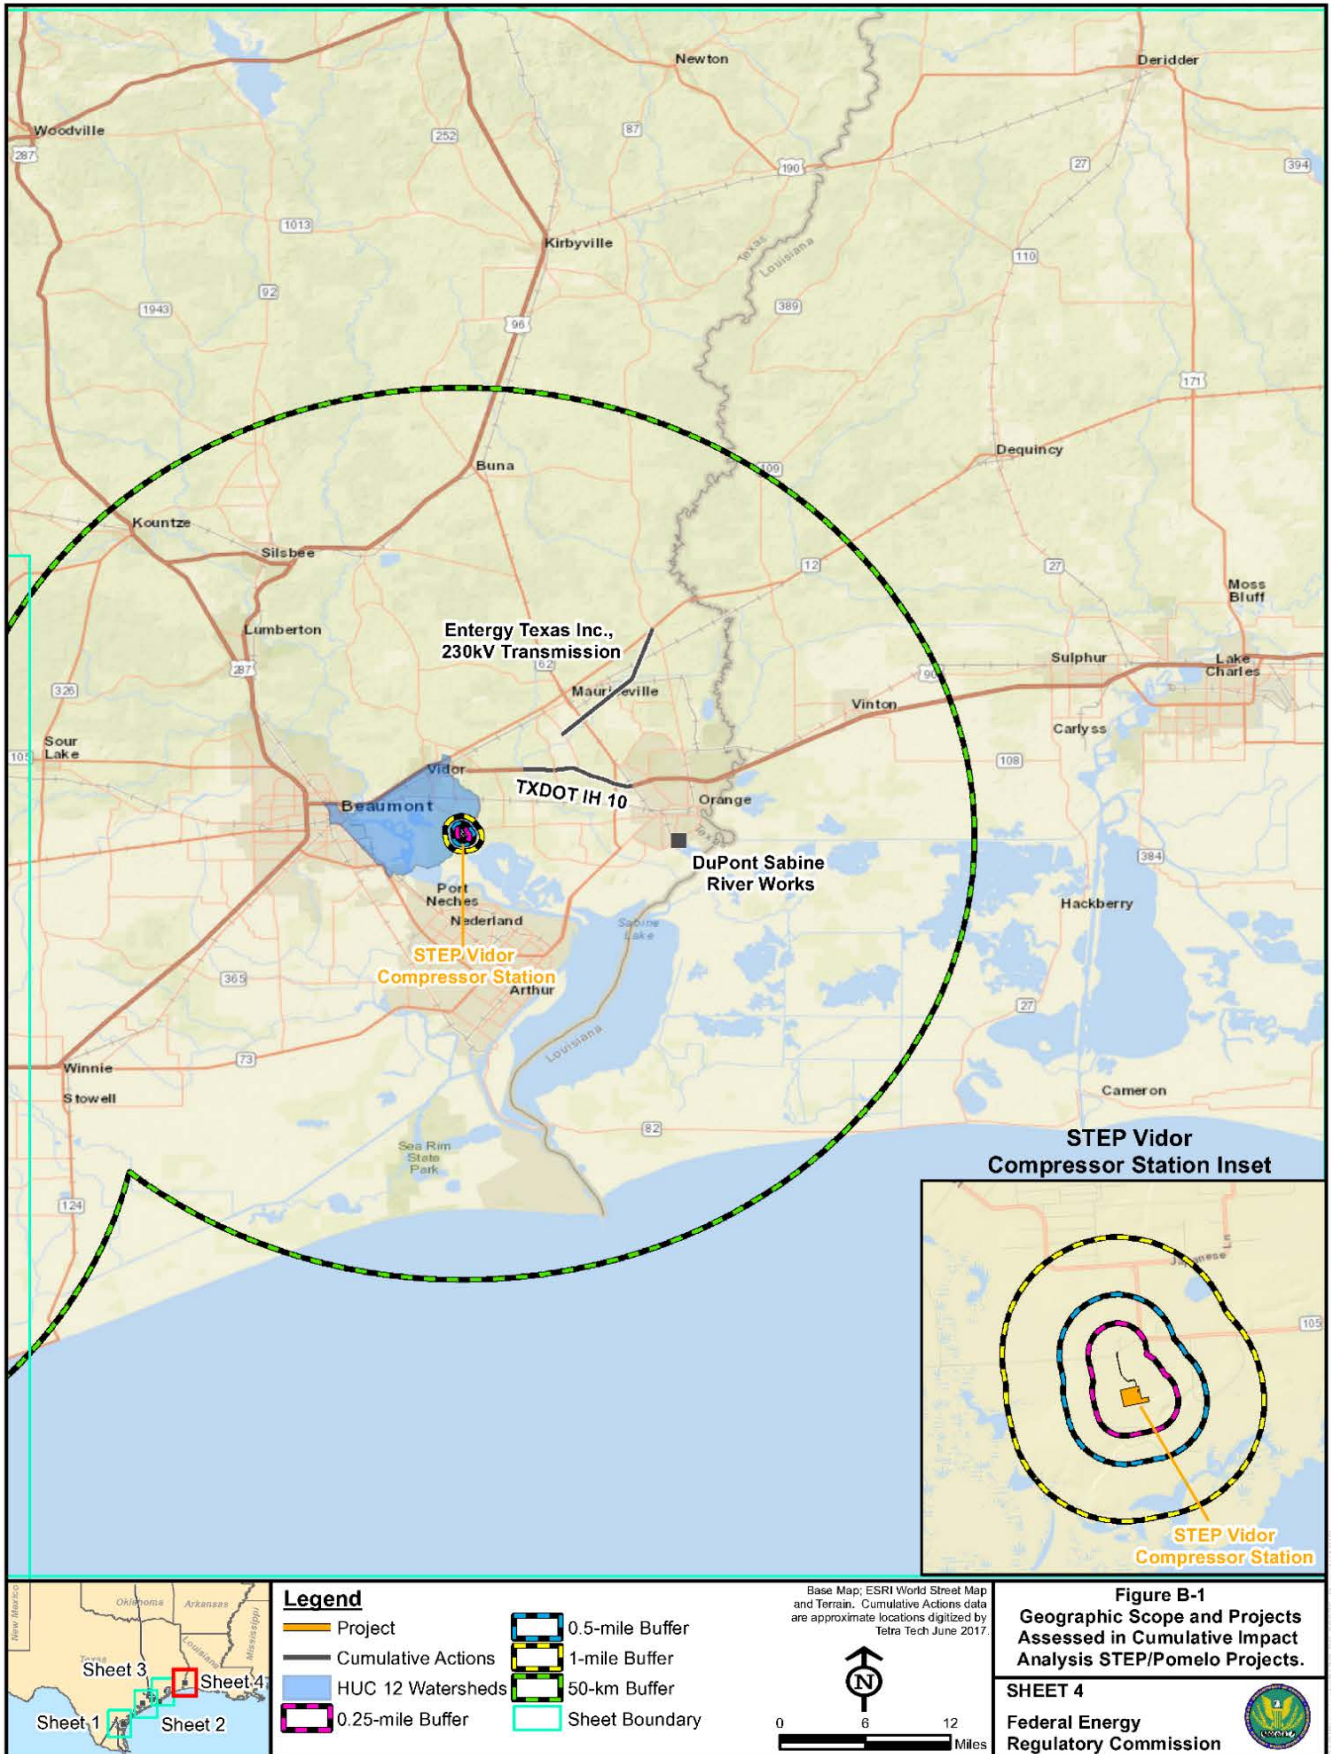 Newton
Deridder
Woodville
287
252
87
190
27
394
1013
Kirbyville
Texas
Louisiana
110
92
1943
389
96
171
Buna
109
Dequincy
Kountze
Silsbee
12
27
Moss
Bluff
Lumberton
Entergy Texas Inc.,
230kV Transmission
62
287
326
Sulphur
Lake
Charles
90
Vinton
Carlyss
Sour
Lake
105
Vidor
108
TXDOT IH 10
Beaumont
Orange
Texas
DuPont Sabine
River Works
384
Port
Neches
Hackberry
Nederland
Sabine
Lake
STEP Vidor
Compressor Station
365
Arthur
27
Louisiana
73
Winnie
Stowell
Cameron
82
Sea Rim
State
Park
124
STEP Vidor
Compressor Station Inset
Japanese
Ln
105
STEP Vidor
Compressor Station
New Mexico
Oklahoma
Arkansas
Mississippi
Louisiana
Texas
Sheet 3
Sheet 4
Sheet 1
Sheet 2
Legend
Project
Cumulative Actions
HUC 12 Watersheds
0.25-mile Buffer
0.5-mile Buffer
1-mile Buffer
50-km Buffer
Sheet Boundary
Base Map; ESRI World Street Map
and Terrain. Cumulative Actions data
are approximate locations digitized by
Tetra Tech June 2017.
N
0 6 12
Miles
Figure B-1
Geographic Scope and Projects
Assessed in Cumulative Impact
Analysis STEP/Pomelo Projects.
SHEET 4
Federal Energy
Regulatory Commission